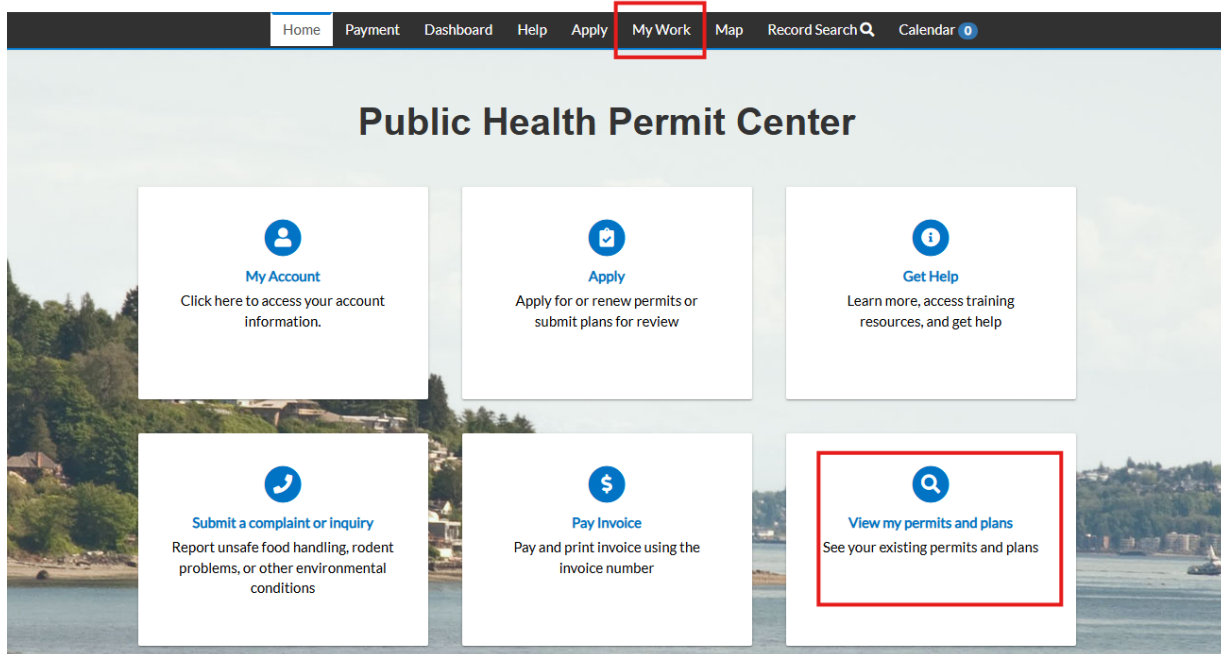 Home Payment Dashboard Help Apply My Work Map Record Search Calendar 0
Public Health Permit Center
My Account
Click here to access your account
information.
Apply
Apply for or renew permits or
submit plans for review
Get Help
Learn more, access training
resources, and get help
Submit a complaint or inquiry
Report unsafe food handling, rodent
problems, or other environmental
conditions
$
Pay Invoice
Pay and print invoice using the
invoice number
View my permits and plans
See your existing permits and plans